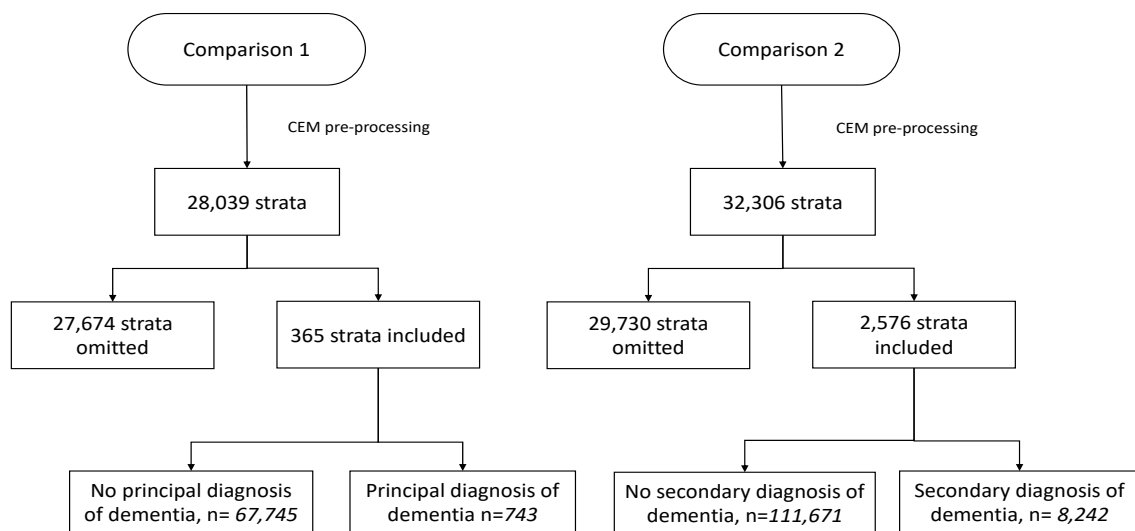 Comparison 1
CEM pre-processing
28,039 strata
27,674 strata
omitted
365 strata included
No principal diagnosis
of dementia, n= 67,745
Principal diagnosis of
dementia n=743
Comparison 2
CEM pre-processing
32,306 strata
29,730 strata
omitted
2,576 strata
included
No secondary diagnosis of
dementia, n=111,671
Secondary diagnosis of
dementia, n= 8,242